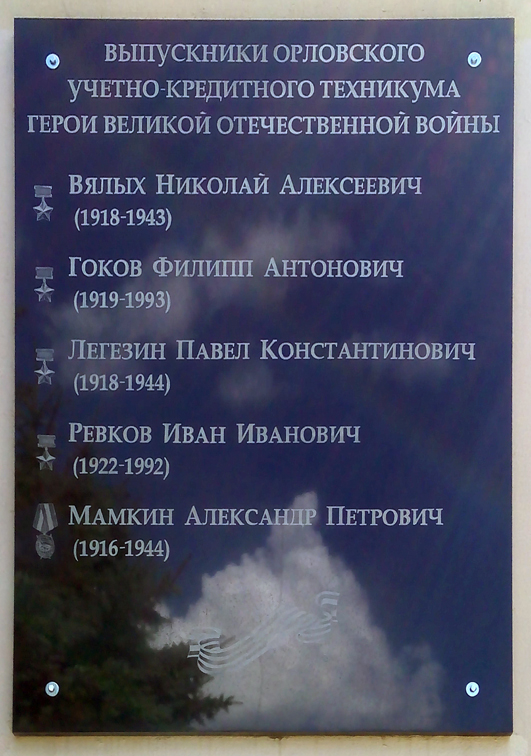 ВЫПУСКНИКИ ОРЛОВСКОГО
УЧЕТНО-КРЕДИТНОГО ТЕХНИКУМА
ГЕРОИ ВЕЛИКОЙ ОТЕЧЕСТВЕННОЙ ВОЙНЫ
ВЯЛЫХ НИКОЛАЙ АЛЕКСЕЕВИЧ
(1918-1943)
ГОКОВ ФИЛИПП АНТОНОВИЧ
(1919-1993)
ЛЕГЕЗИН ПАВЕЛ КОНСТАНТИНОВИЧ
(1918-1944)
РЕВКОВ ИВАН ИВАНОВИЧ
(1922-1992)
МАМКИН АЛЕКСАНДР ПЕТРОВИЧ
(1916-1944)